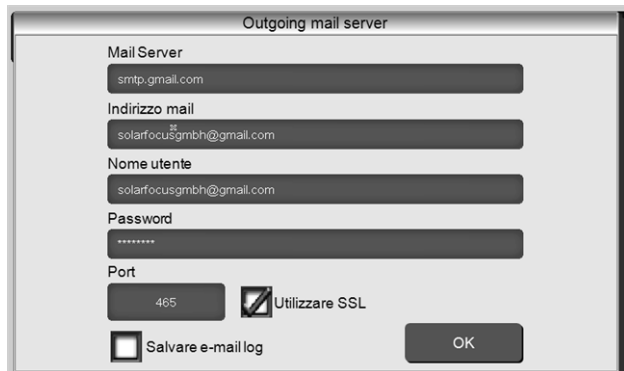 Outgoing mail server
Mail Server
smtp.gmail.com
Indirizzo mail
solarfocusgmbh@gmail.com
Nome utente
solarfocusgmbh@gmail.com
Password
********
Port
465 Utilizzare SSL
Salvare e-mail log OK